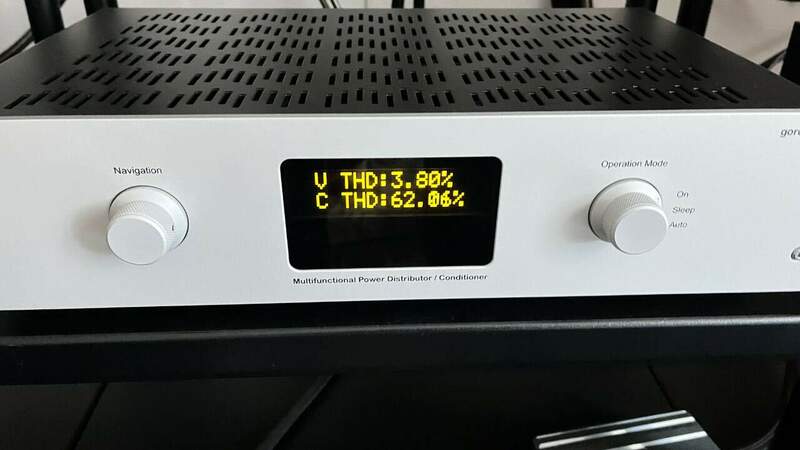 Navigation
V THD:3.80%
C THD:62.06%
Multifunctional Power Distributor / Conditioner
Operation Mode
On
Sleep
Auto